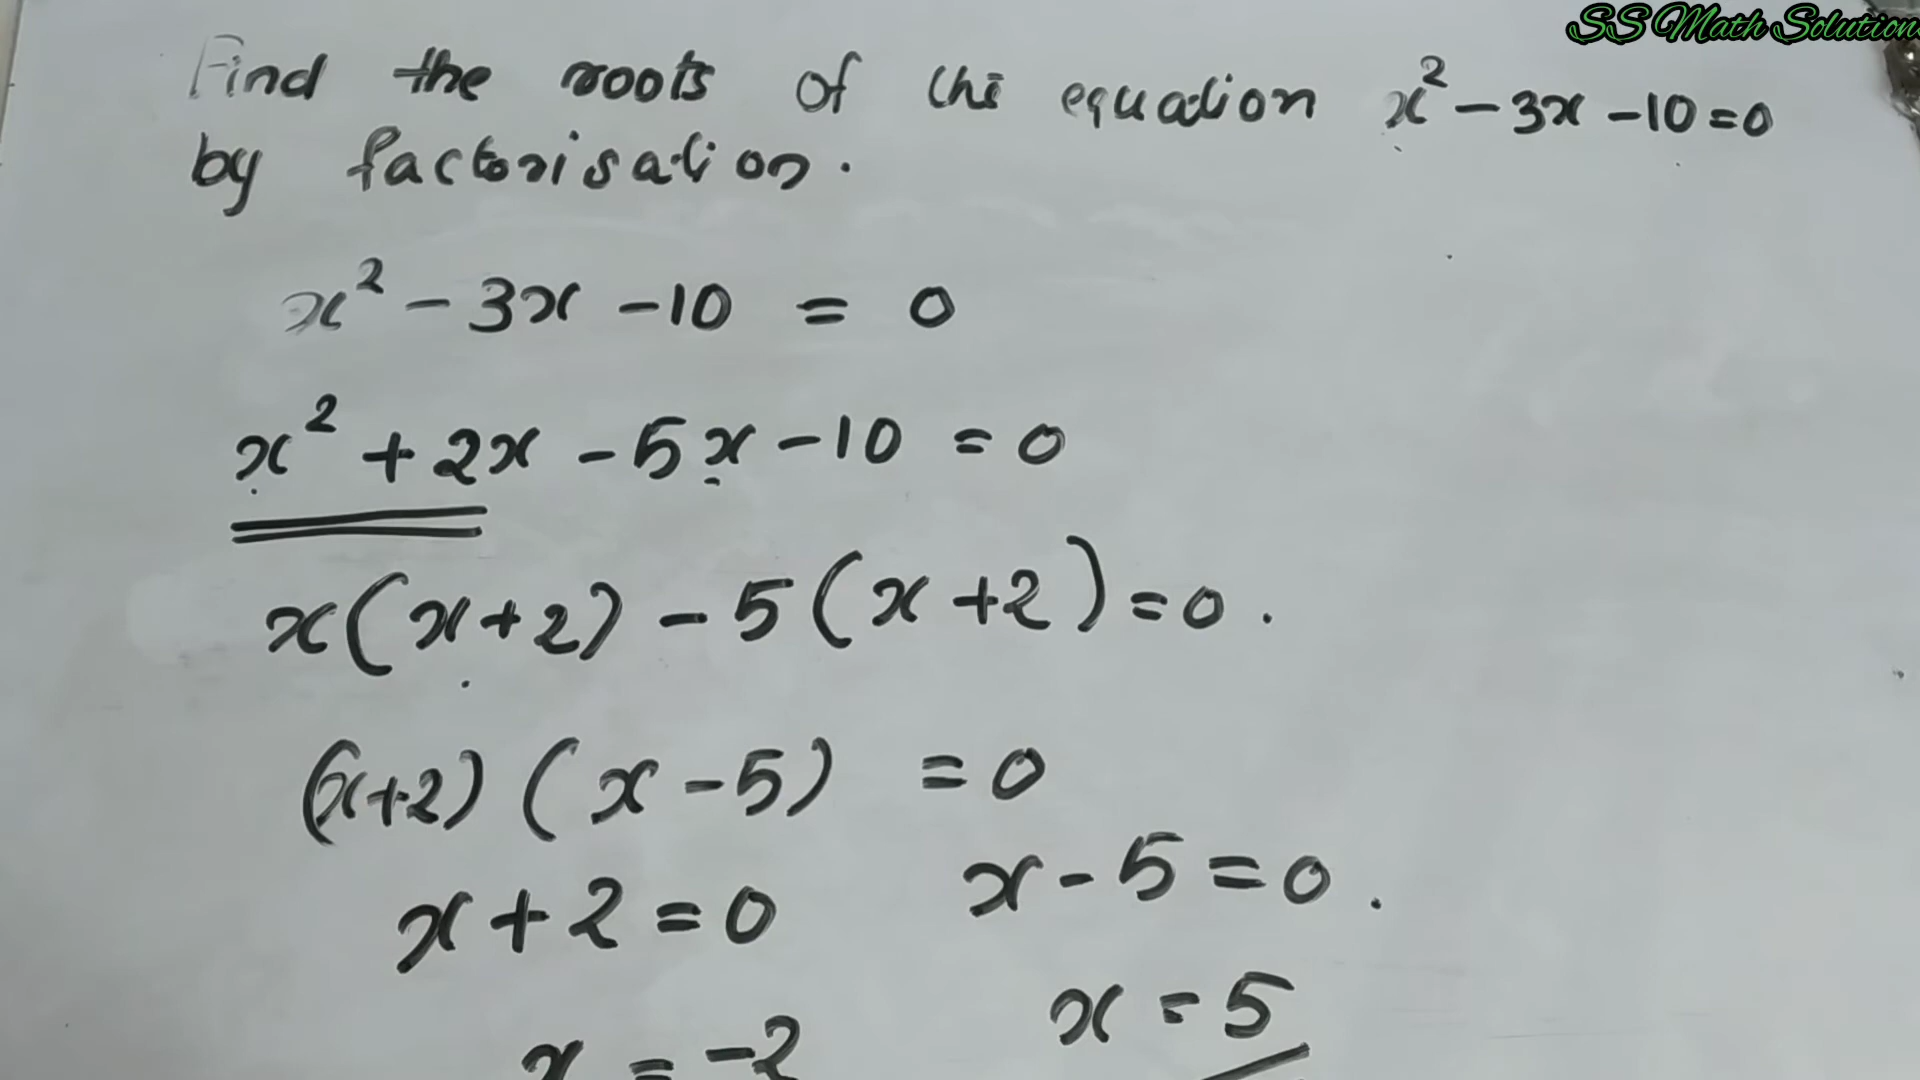 SS Math Solution
Find the roots of the equation x² - 3x - 10 = 0
by factorisation.
x² - 3x - 10 = 0
x² + 2x - 5x - 10 = 0
x(x+2) - 5(x+2) = 0.
(x+2)(x-5) = 0
x + 2 = 0 x - 5 = 0.
x = -2 x = 5